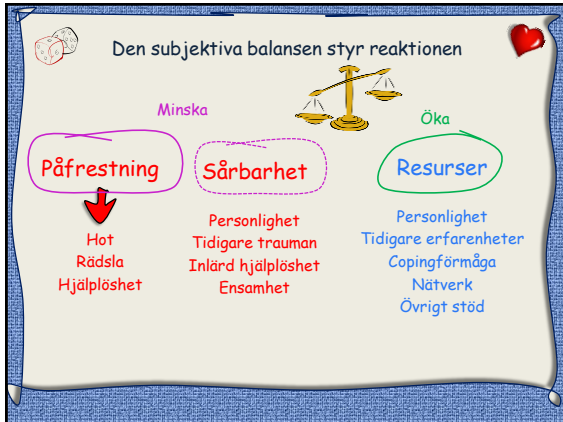 Den subjektiva balansen styr reaktionen
Minska
Öka
Påfrestning
Sårbarhet
Resurser
Hot
Rädsla
Hjälplöshet
Personlighet
Tidigare trauman
Inlärd hjälplöshet
Ensamhet
Personlighet
Tidigare erfarenheter
Copingförmåga
Nätverk
Övrigt stöd